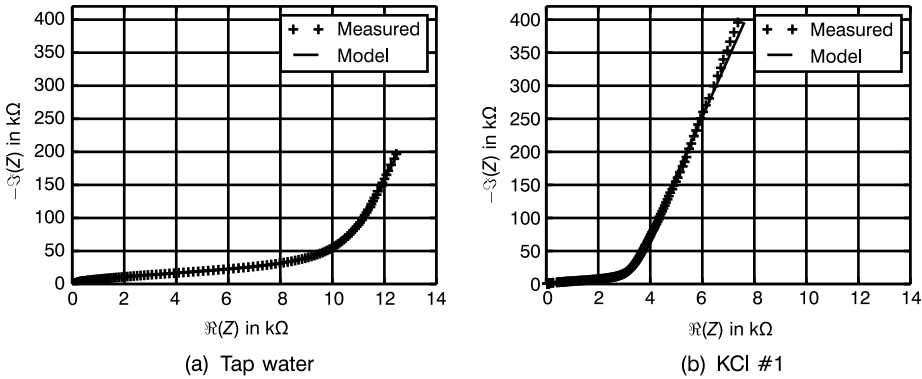 400
350
300
250
200
150
100
50
0
−ℑ(Z) in kΩ
Measured
Model
0 2 4 6 8 10 12 14
ℜ(Z) in kΩ
(a) Tap water
400
350
300
250
200
150
100
50
0
−ℑ(Z) in kΩ
Measured
Model
0 2 4 6 8 10 12 14
ℜ(Z) in kΩ
(b) KCl #1